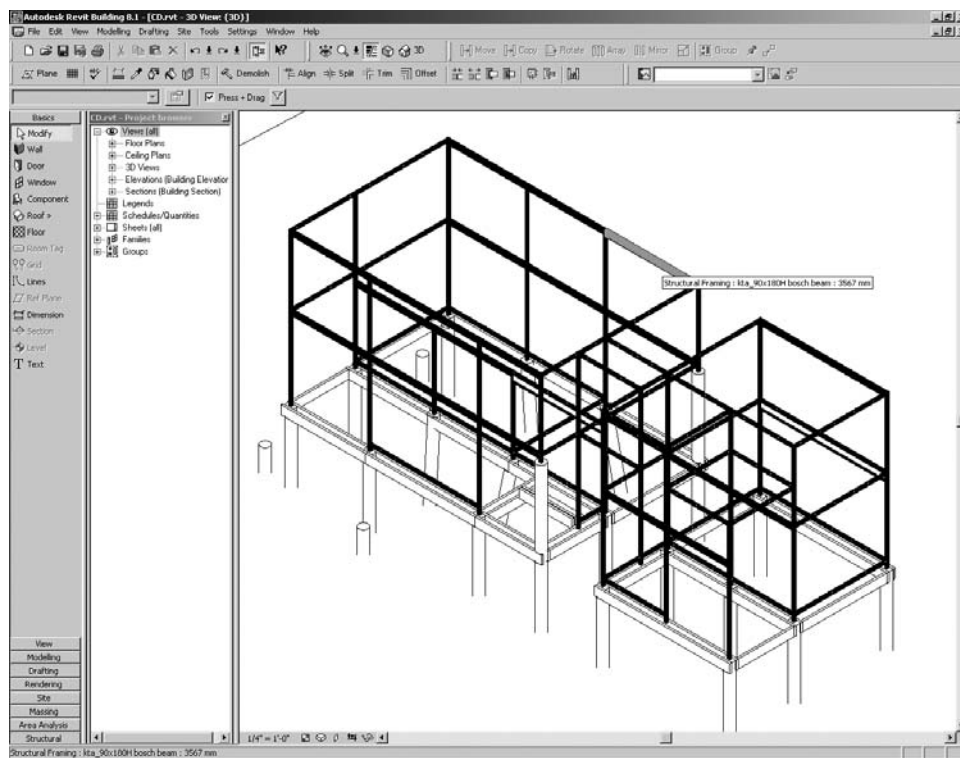 Autodesk Revit Building 8.1 - [CD.rvt - 3D View: {3D}]
File Edit View Modelling Drafting Site Tools Settings Window Help
3D Move Copy Rotate Array Mirror Group
Plane Demolish Align Split Trim Offset
Press + Drag
Basics
Modify
Wall
Door
Window
Component
Roof »
Floor
Room Tag
Grid
Lines
Ref Plane
Dimension
Section
Level
Text
View
Modelling
Drafting
Rendering
Site
Massing
Area Analysis
Structural
CD.rvt - Project browser
Views (all)
Floor Plans
Ceiling Plans
3D Views
Elevations (Building Elevation
Sections (Building Section)
Legends
Schedules/Quantities
Sheets (all)
Families
Groups
Structural Framing : kta_90x180H bosch beam : 3567 mm
1/4" = 1'-0"
Structural Framing : kta_90x180H bosch beam : 3567 mm